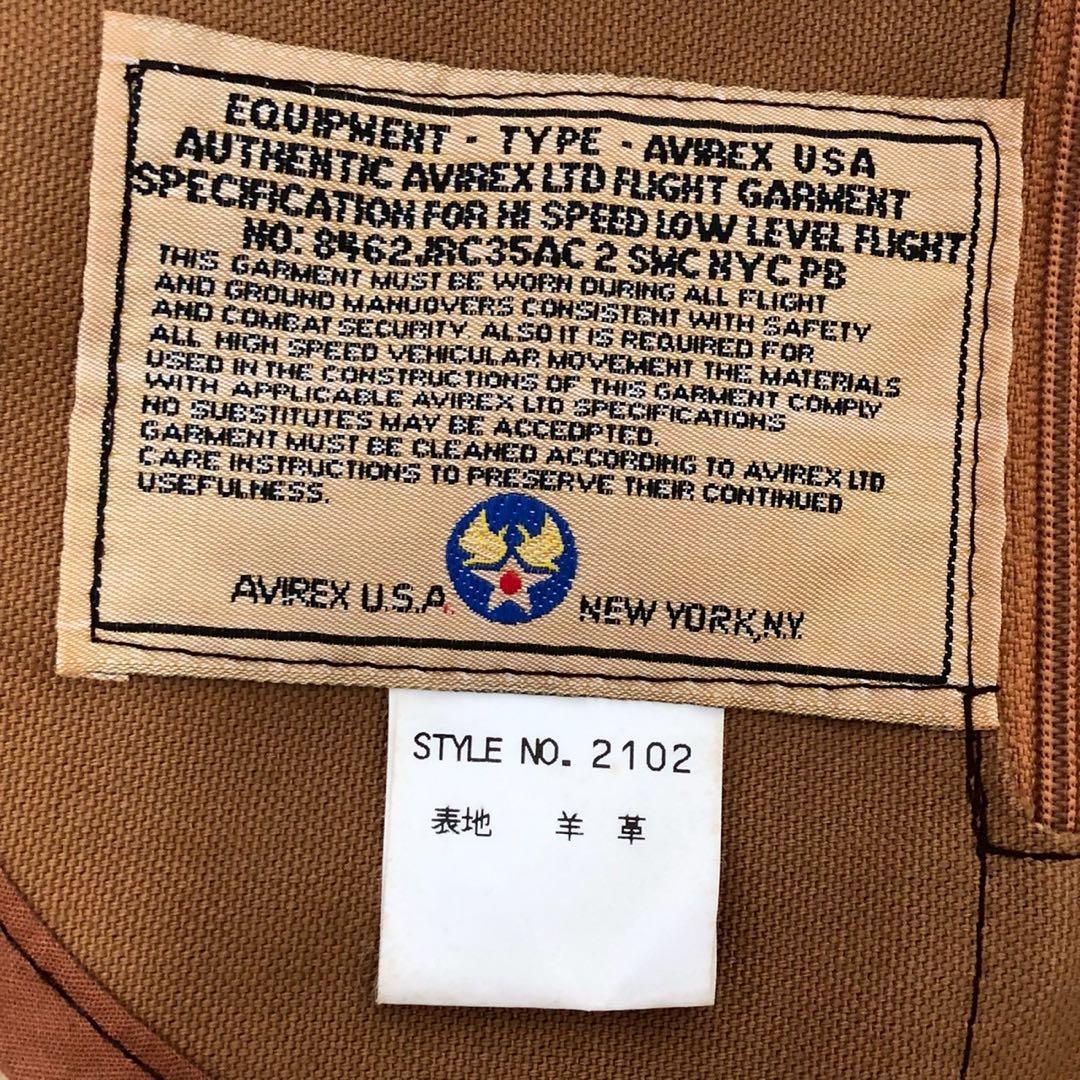 EQUIPMENT - TYPE - AVIREX USA
AUTHENTIC AVIREX LTD FLIGHT GARMENT
SPECIFICATION FOR HI SPEED LOW LEVEL FLIGHT
NO: 8462JRC35AC 2 SMC NYC PB
THIS GARMENT MUST BE WORN DURING ALL FLIGHT
AND GROUND MANUOVERS CONSISTENT WITH SAFETY
AND COMBAT SECURITY. ALSO IT IS REQUIRED FOR
ALL HIGH SPEED VEHICULAR MOVEMENT THE MATERIALS
USED IN THE CONSTRUCTIONS OF THIS GARMENT COMPLY
WITH APPLICABLE AVIREX LTD SPECIFICATIONS
NO SUBSTITUTES MAY BE ACCEDPTED.
GARMENT MUST BE CLEANED ACCORDING TO AVIREX LTD
CARE INSTRUCTIONS TO PRESERVE THEIR CONTINUED
USEFULNESS.
AVIREX U.S.A. NEW YORK, N.Y.
STYLE NO. 2102
表地 羊革